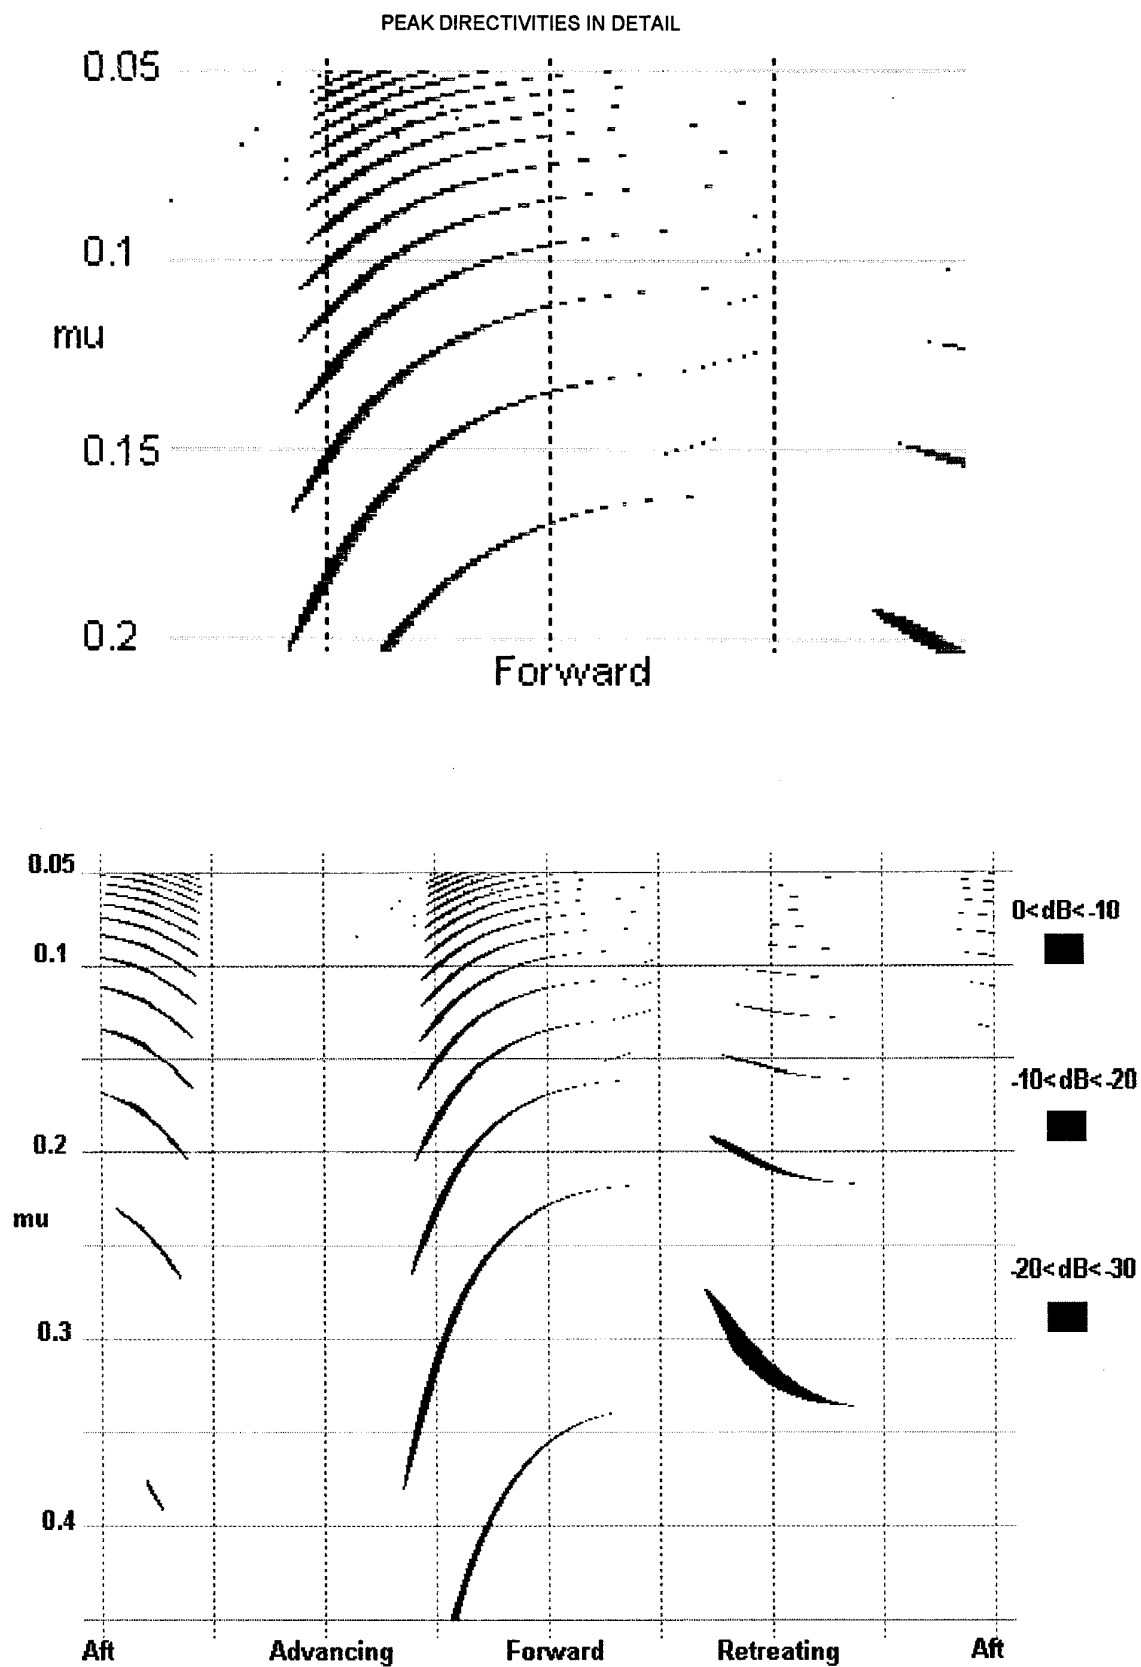 PEAK DIRECTIVITIES IN DETAIL
0.05
0.1
mu
0.15
0.2
Forward
0.05
0<dB<-10
0.1
-10<dB<-20
0.2
mu
-20<dB<-30
0.3
0.4
Aft Advancing Forward Retreating Aft